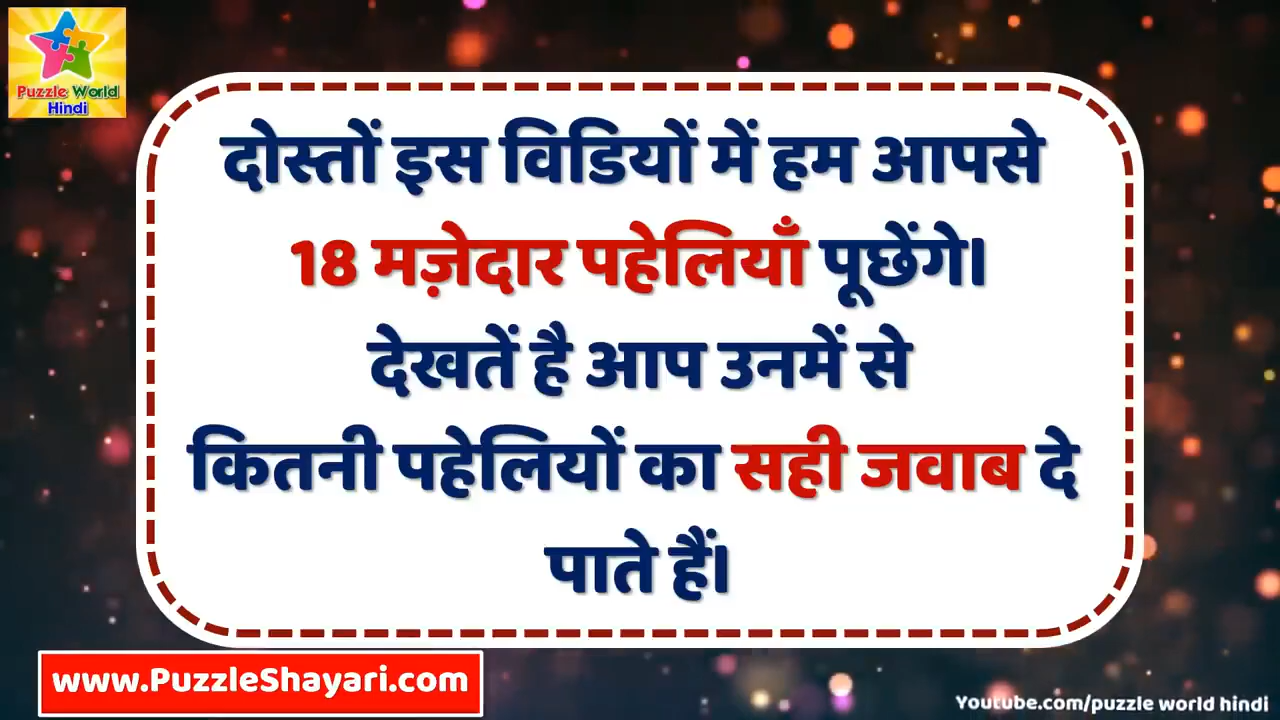 Puzzle World
Hindi
दोस्तों इस विडियों में हम आपसे
18 मज़ेदार पहेलियाँ पूछेंगे।
देखतें है आप उनमें से
कितनी पहेलियों का सही जवाब दे
पाते हैं।
www.PuzzleShayari.com
Youtube.com/puzzle world hindi